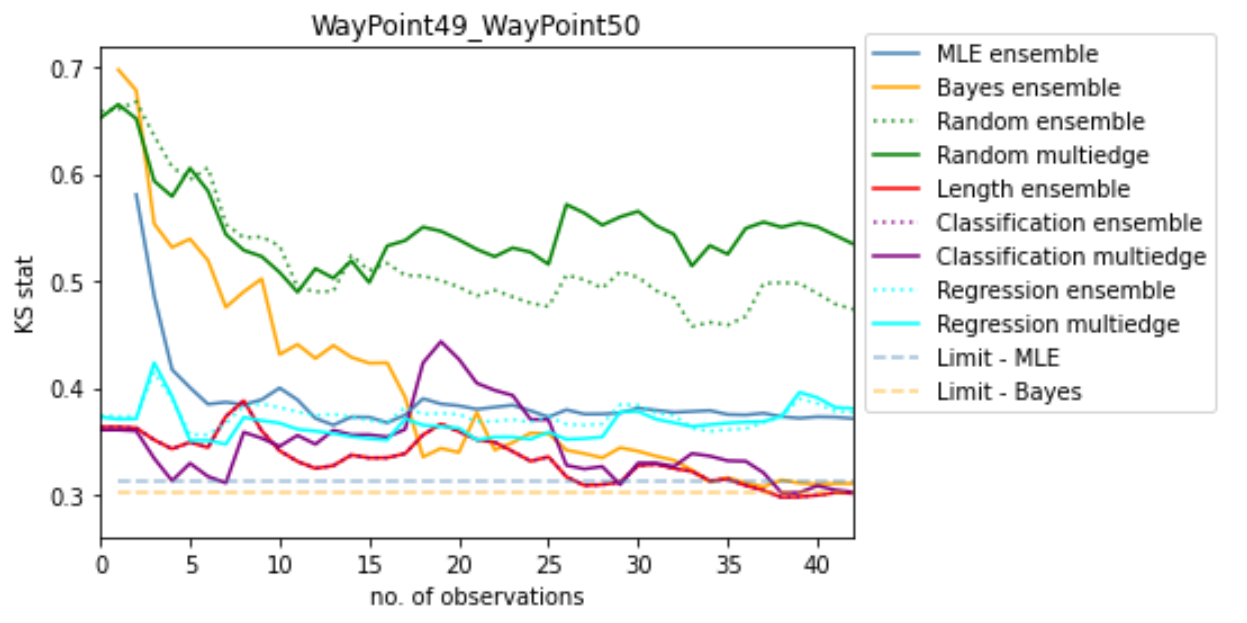 WayPoint49_WayPoint50
0.7
0.6
0.5
0.4
0.3
KS stat
0
5
10
15
20
25
30
35
40
no. of observations
MLE ensemble
Bayes ensemble
Random ensemble
Random multiedge
Length ensemble
Classification ensemble
Classification multiedge
Regression ensemble
Regression multiedge
Limit - MLE
Limit - Bayes